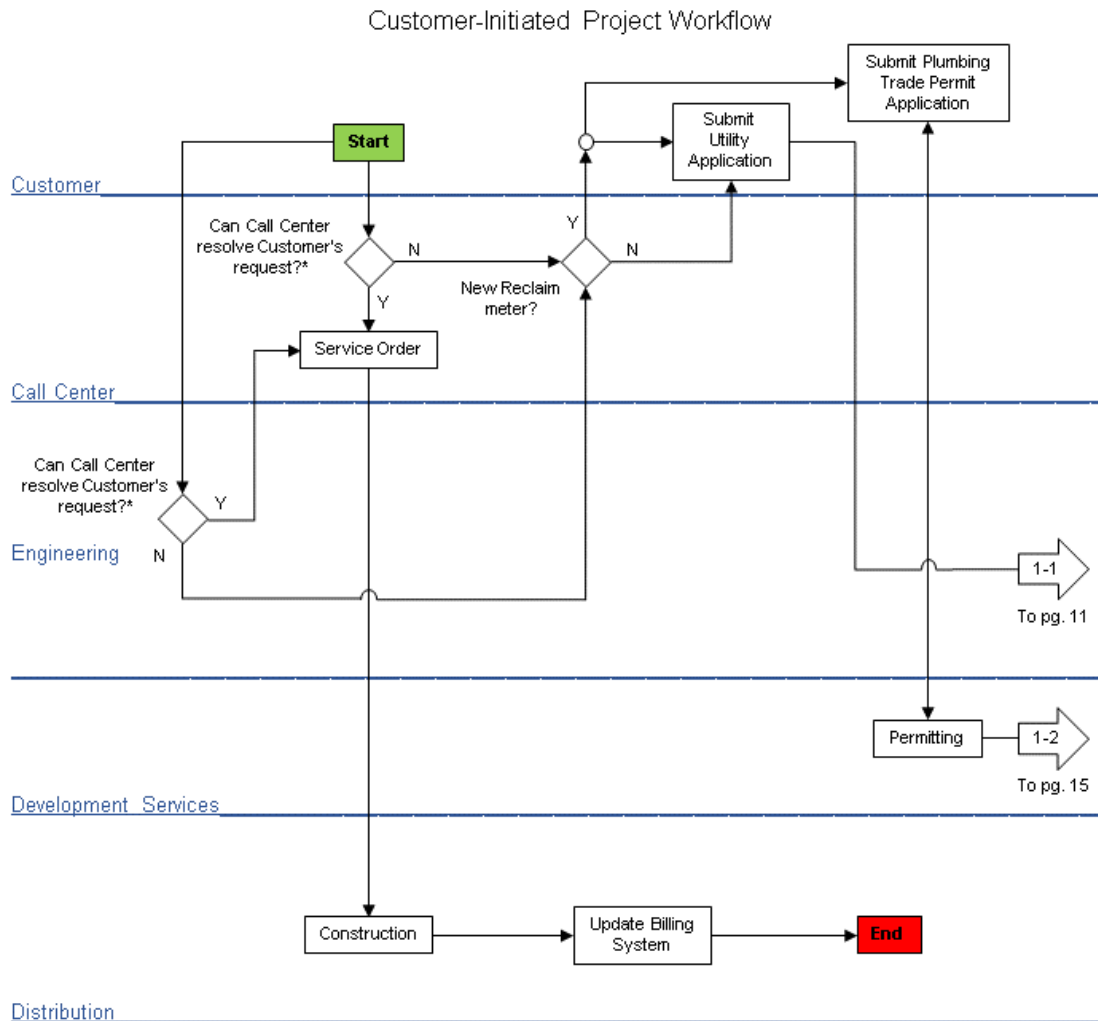 Customer-Initiated Project Workflow
Submit Plumbing
Trade Permit
Application
Submit
Utility
Application
Start
Customer
Can Call Center
resolve Customer's
request?*
N
Y
Y
N
New Reclaim
meter?
Service Order
Call Center
Can Call Center
resolve Customer's
request?*
Y
N
Engineering
1-1
To pg. 11
Permitting
1-2
To pg. 15
Development Services
Construction
Update Billing
System
End
Distribution